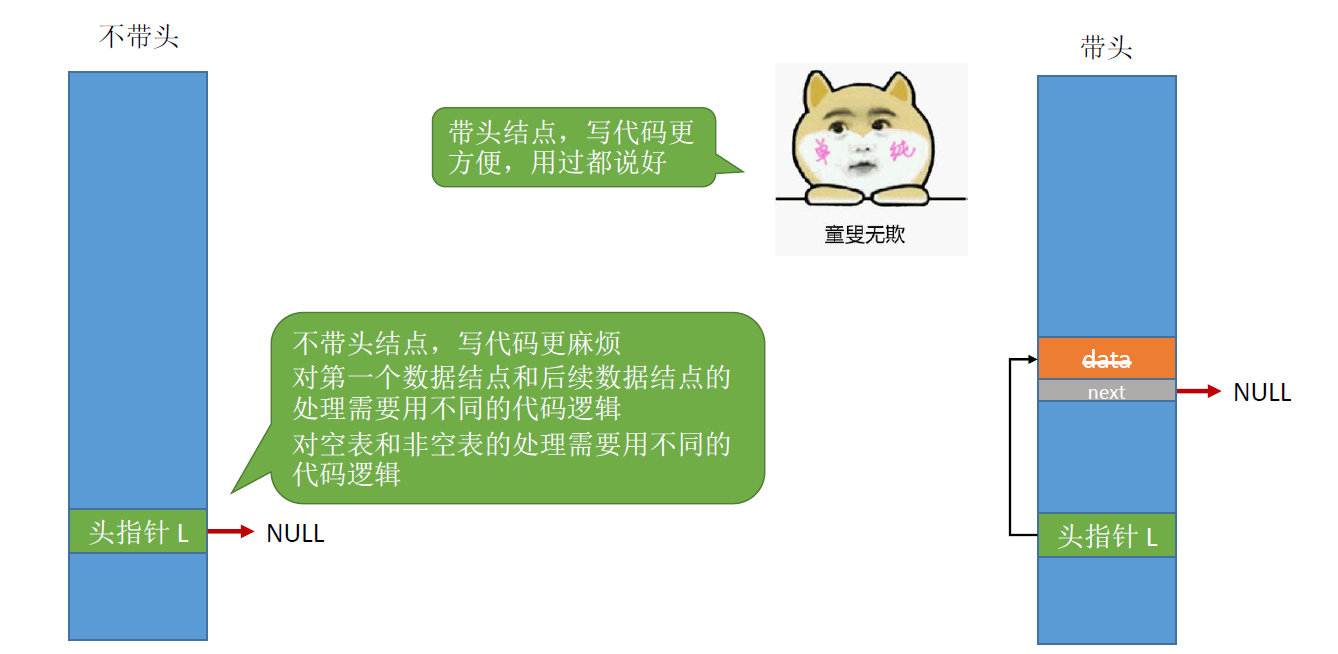 不带头
带头
带头结点，写代码更
方便，用过都说好
单 纯
童叟无欺
不带头结点，写代码更麻烦
对第一个数据结点和后续数据结点的
处理需要用不同的代码逻辑
对空表和非空表的处理需要用不同的
代码逻辑
头指针 L
NULL
data
next
NULL
头指针 L